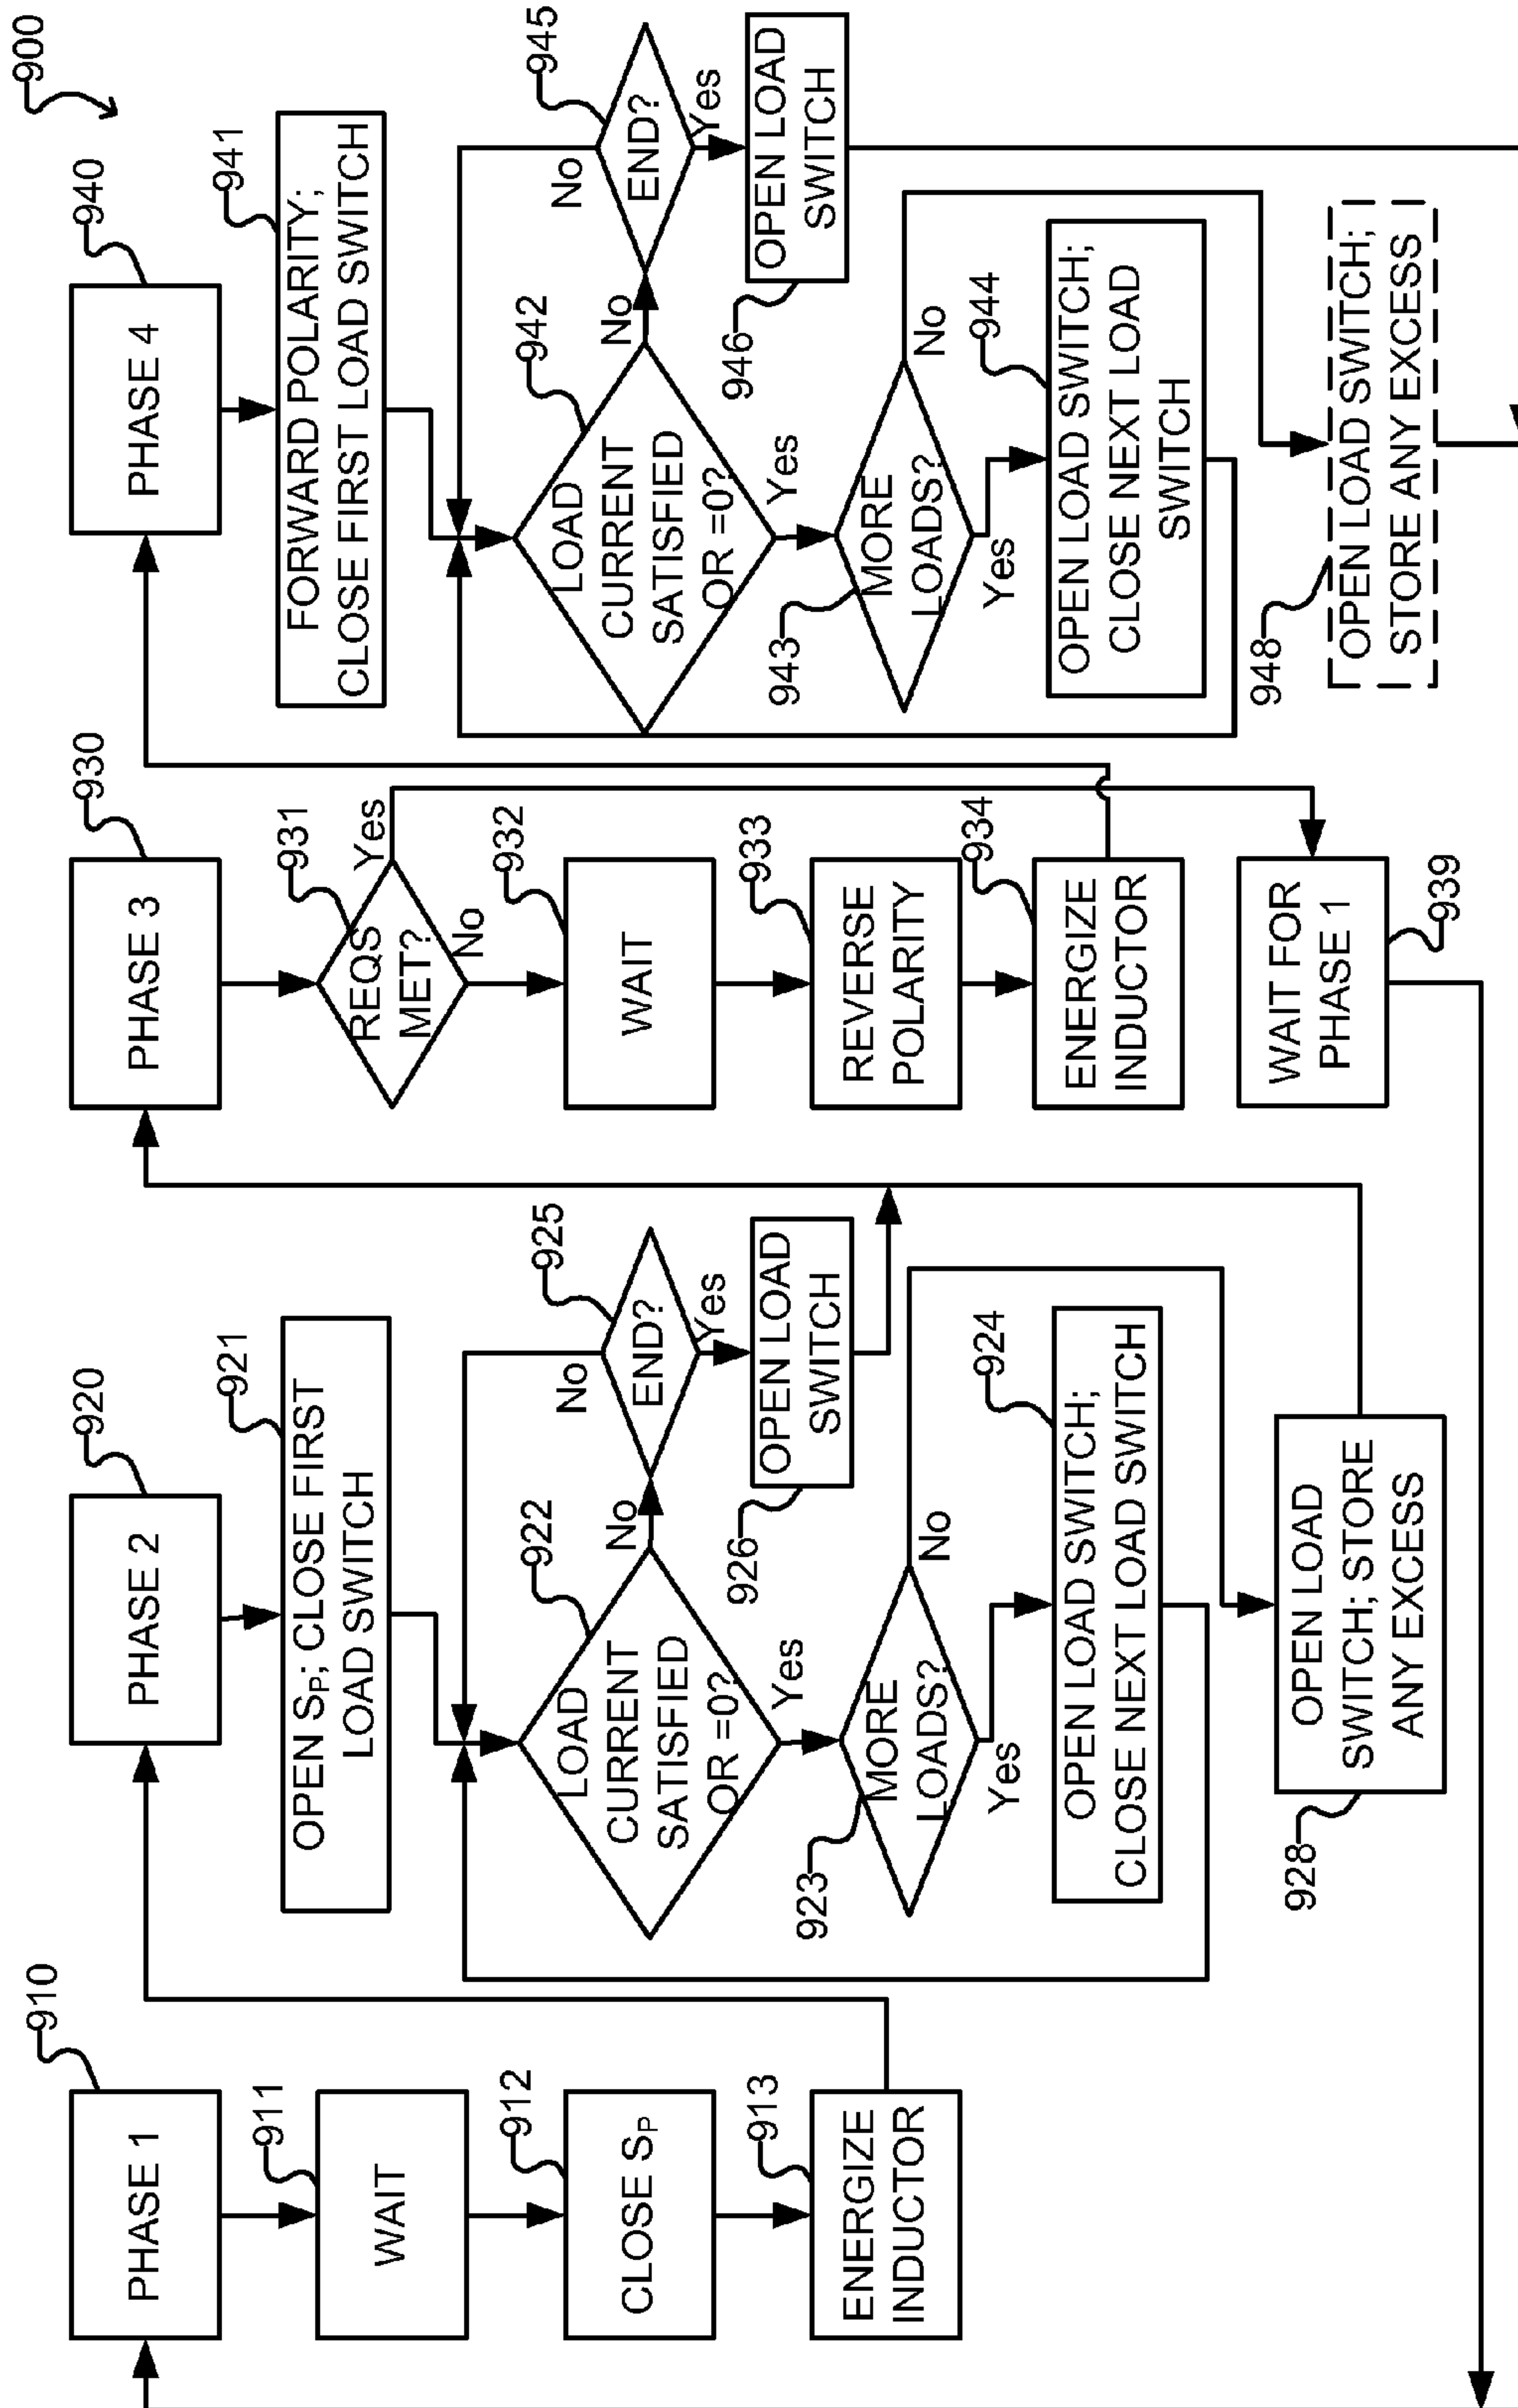 900
910
PHASE 1
911
WAIT
912
CLOSE SP
913
ENERGIZE
INDUCTOR
920
PHASE 2
921
OPEN SP; CLOSE FIRST
LOAD SWITCH
922
LOAD
CURRENT
SATISFIED
OR =0?
No
Yes
925
END?
No
Yes
926
OPEN LOAD
SWITCH
923
MORE
LOADS?
No
Yes
924
OPEN LOAD SWITCH;
CLOSE NEXT LOAD SWITCH
928
OPEN LOAD
SWITCH; STORE
ANY EXCESS
930
PHASE 3
931
REQS
MET?
Yes
No
932
WAIT
933
REVERSE
POLARITY
934
ENERGIZE
INDUCTOR
WAIT FOR
PHASE 1
939
940
PHASE 4
941
FORWARD POLARITY;
CLOSE FIRST LOAD SWITCH
942
LOAD
CURRENT
SATISFIED
OR =0?
No
Yes
945
END?
No
Yes
946
OPEN LOAD
SWITCH
943
MORE
LOADS?
No
Yes
944
OPEN LOAD SWITCH;
CLOSE NEXT LOAD
SWITCH
948
OPEN LOAD SWITCH;
STORE ANY EXCESS